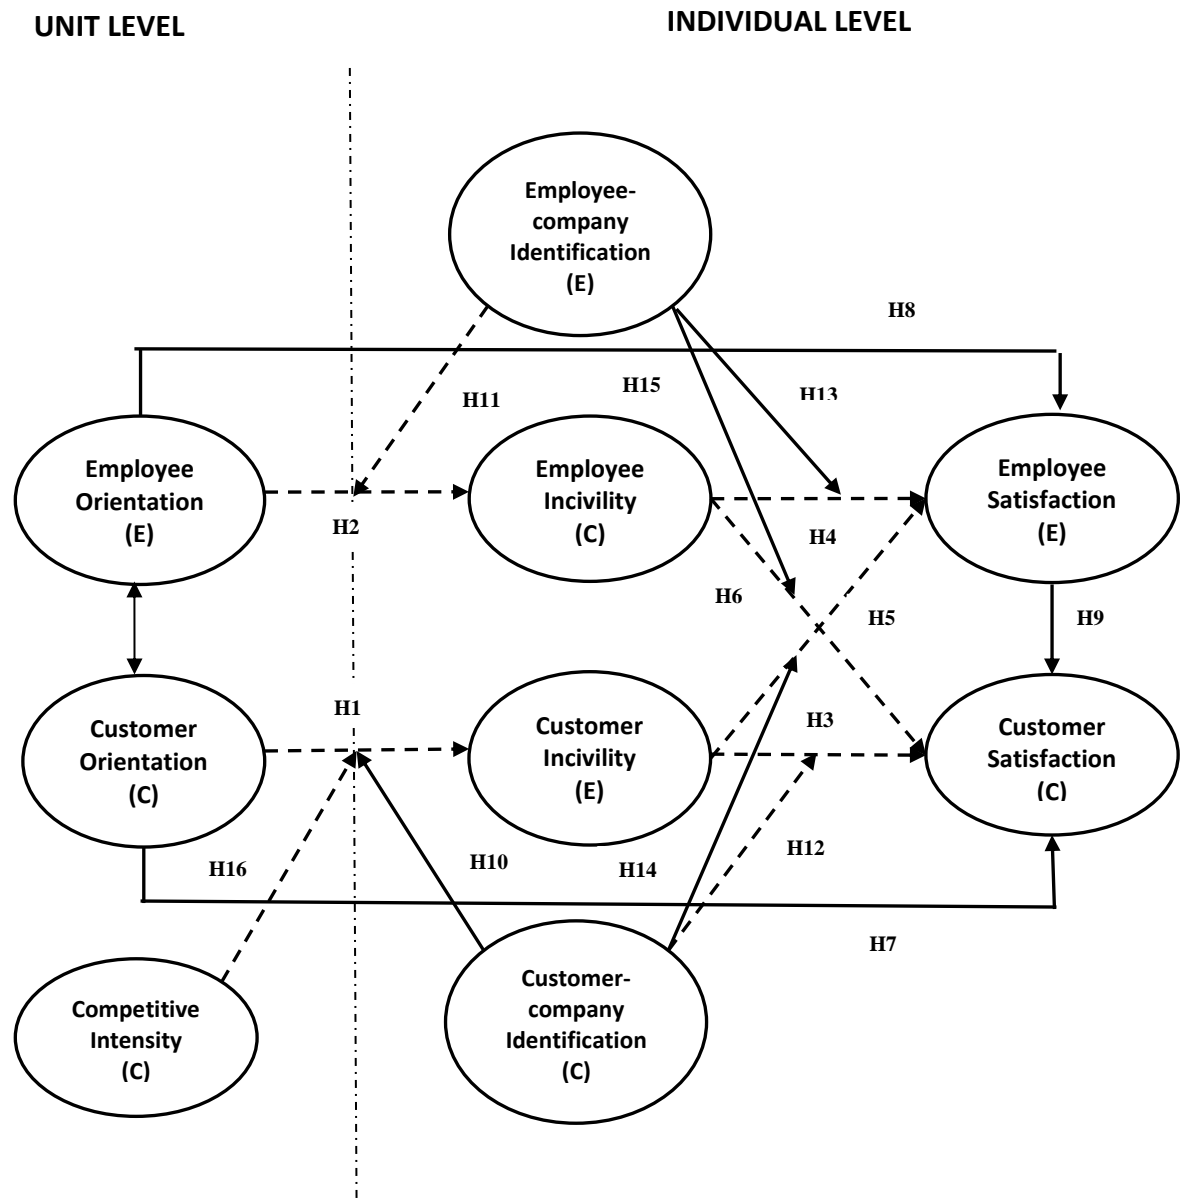 UNIT LEVEL
INDIVIDUAL LEVEL
Employee-
company
Identification
(E)
H8
H15
H13
H11
Employee
Orientation
(E)
Employee
Incivility
(C)
Employee
Satisfaction
(E)
H2
H4
H6
H5
H9
H1
H3
Customer
Orientation
(C)
Customer
Incivility
(E)
Customer
Satisfaction
(C)
H16
H10
H14
H12
H7
Competitive
Intensity
(C)
Customer-
company
Identification
(C)